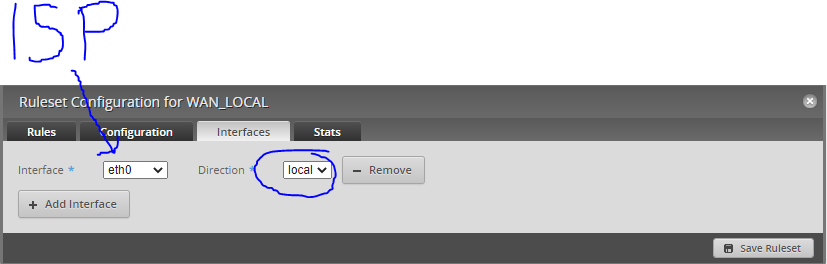 ISP
Ruleset Configuration for WAN_LOCAL
Rules Configuration Interfaces Stats
Interface * eth0 Direction * local − Remove
+ Add Interface
Save Ruleset